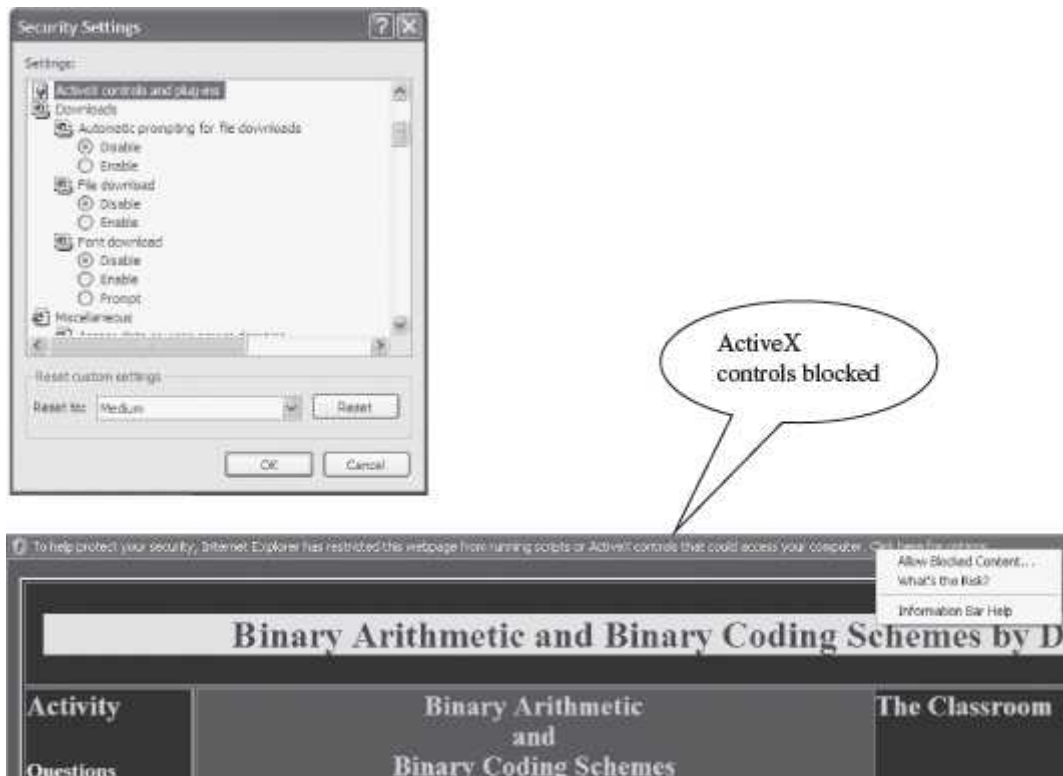 Security Settings
Settings:
ActiveX controls and plug-ins
Downloads
Automatic prompting for file downloads
Disable
Enable
File download
Disable
Enable
Font download
Disable
Enable
Prompt
Miscellaneous
Reset custom settings
Reset to: Medium Reset
OK Cancel
ActiveX
controls blocked
To help protect your security, Internet Explorer has restricted this webpage from running scripts or ActiveX controls that could access your computer. Click here for options...
Allow Blocked Content...
What's the Risk?
Information Bar Help
Binary Arithmetic and Binary Coding Schemes by D
Activity
Binary Arithmetic
The Classroom
and
Questions
Binary Coding Schemes